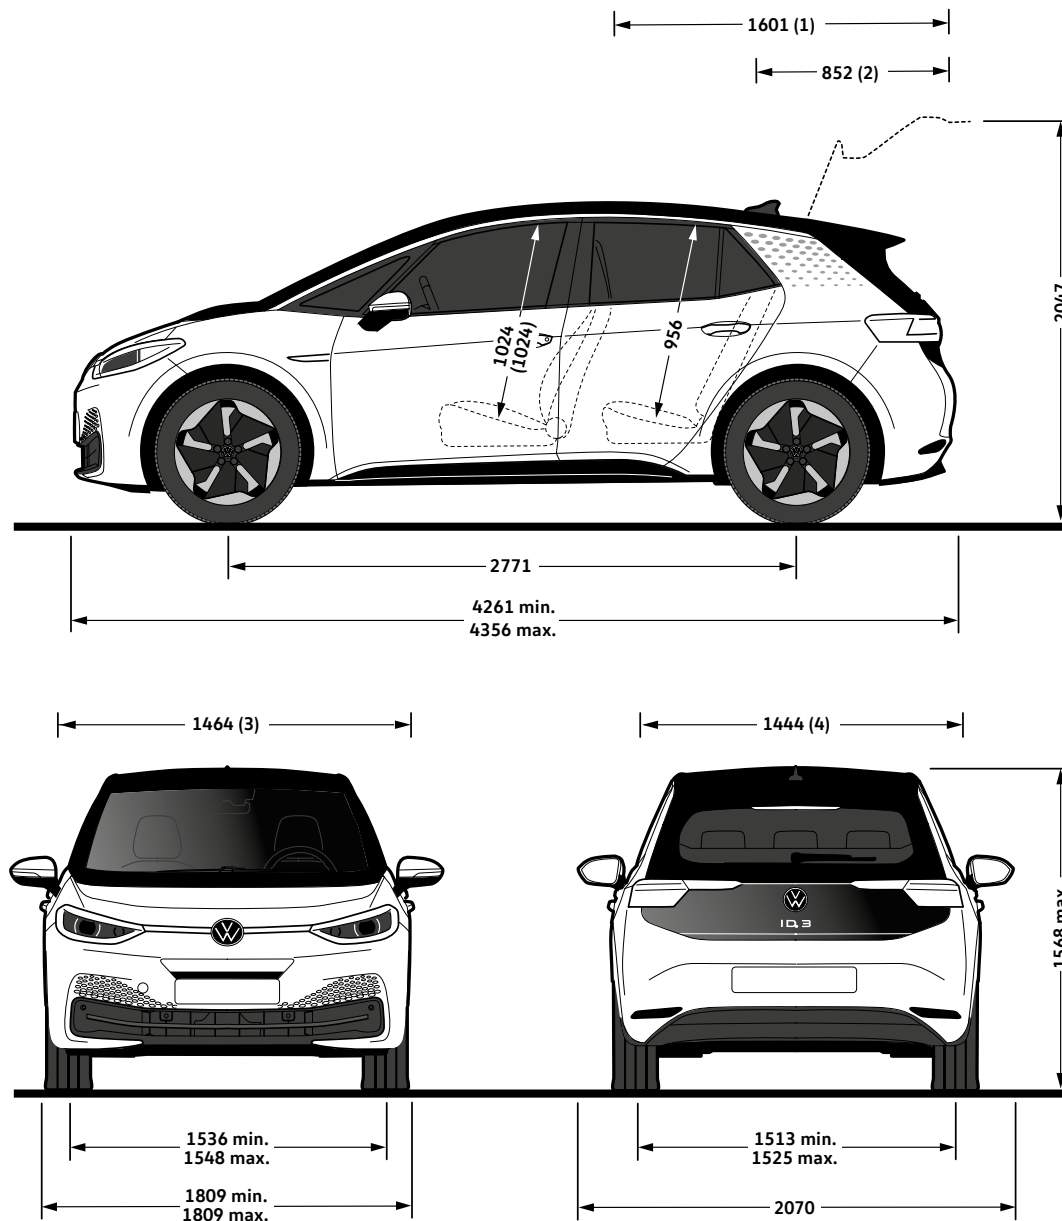 1601 (1)
852 (2)
2047
1024
(1024)
956
2771
4261 min.
4356 max.
1464 (3)
1444 (4)
ID.3
1568 max.
1536 min.
1548 max.
1809 min.
1809 max.
1513 min.
1525 max.
2070